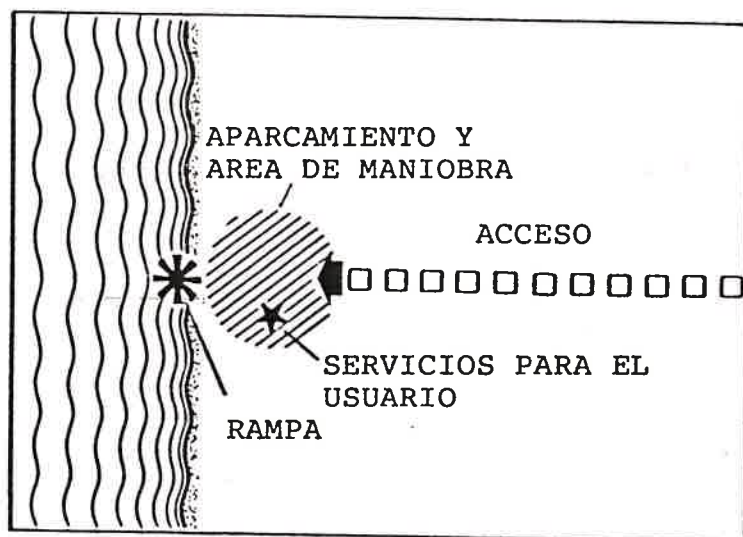 APARCAMIENTO Y
AREA DE MANIOBRA
ACCESO
SERVICIOS PARA EL
USUARIO
RAMPA